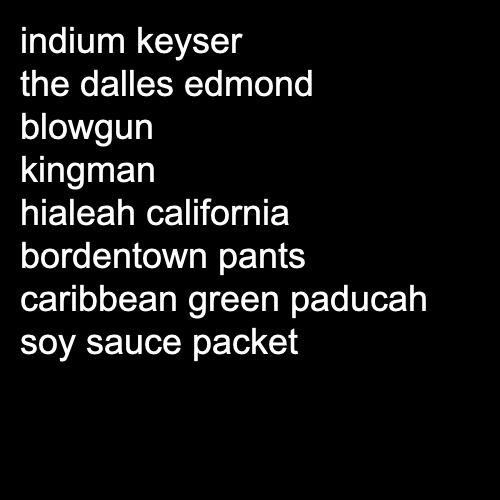 indium keyser
the dalles edmond
blowgun
kingman
hialeah california
bordentown pants
caribbean green paducah
soy sauce packet